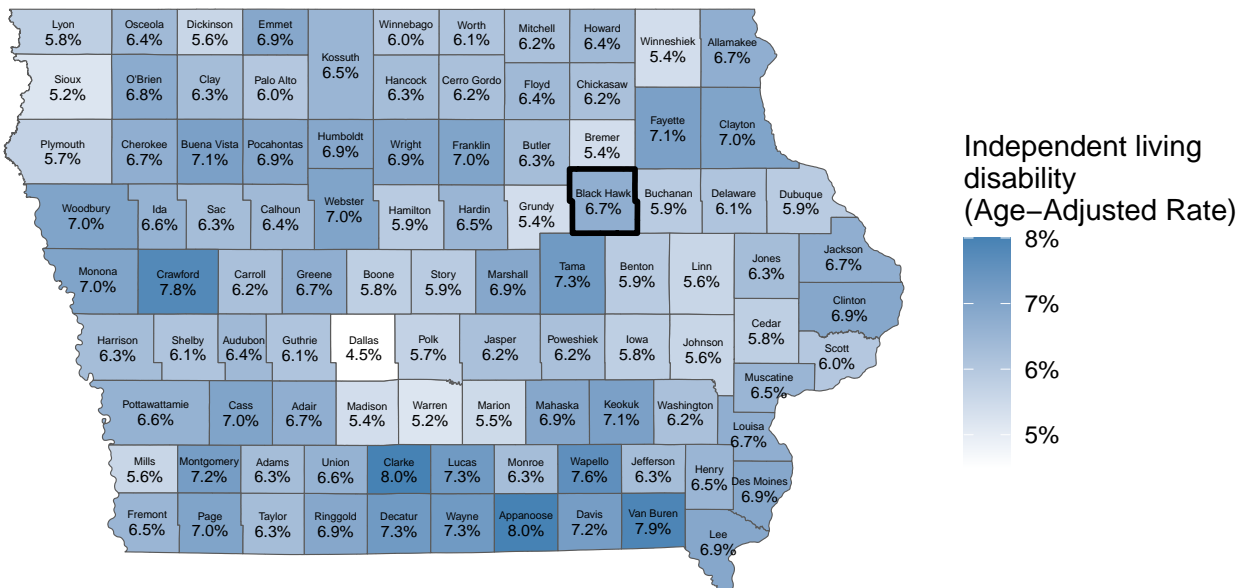 Lyon
5.8%
Osceola
6.4%
Dickinson
5.6%
Emmet
6.9%
Kossuth
6.5%
Winnebago
6.0%
Worth
6.1%
Mitchell
6.2%
Howard
6.4%
Winneshiek
5.4%
Allamakee
6.7%
Sioux
5.2%
O'Brien
6.8%
Clay
6.3%
Palo Alto
6.0%
Hancock
6.3%
Cerro Gordo
6.2%
Floyd
6.4%
Chickasaw
6.2%
Fayette
7.1%
Clayton
7.0%
Plymouth
5.7%
Cherokee
6.7%
Buena Vista
7.1%
Pocahontas
6.9%
Humboldt
6.9%
Wright
6.9%
Franklin
7.0%
Butler
6.3%
Bremer
5.4%
Woodbury
7.0%
Ida
6.6%
Sac
6.3%
Calhoun
6.4%
Webster
7.0%
Hamilton
5.9%
Hardin
6.5%
Grundy
5.4%
Black Hawk
6.7%
Buchanan
5.9%
Delaware
6.1%
Dubuque
5.9%
Monona
7.0%
Crawford
7.8%
Carroll
6.2%
Greene
6.7%
Boone
5.8%
Story
5.9%
Marshall
6.9%
Tama
7.3%
Benton
5.9%
Linn
5.6%
Jones
6.3%
Jackson
6.7%
Clinton
6.9%
Harrison
6.3%
Shelby
6.1%
Audubon
6.4%
Guthrie
6.1%
Dallas
4.5%
Polk
5.7%
Jasper
6.2%
Poweshiek
6.2%
Iowa
5.8%
Johnson
5.6%
Cedar
5.8%
Scott
6.0%
Muscatine
6.5%
Pottawattamie
6.6%
Cass
7.0%
Adair
6.7%
Madison
5.4%
Warren
5.2%
Marion
5.5%
Mahaska
6.9%
Keokuk
7.1%
Washington
6.2%
Louisa
6.7%
Mills
5.6%
Montgomery
7.2%
Adams
6.3%
Union
6.6%
Clarke
8.0%
Lucas
7.3%
Monroe
6.3%
Wapello
7.6%
Jefferson
6.3%
Henry
6.5%
Des Moines
6.9%
Fremont
6.5%
Page
7.0%
Taylor
6.3%
Ringgold
6.9%
Decatur
7.3%
Wayne
7.3%
Appanoose
8.0%
Davis
7.2%
Van Buren
7.9%
Lee
6.9%
Independent living
disability
(Age−Adjusted Rate)
8%
7%
6%
5%